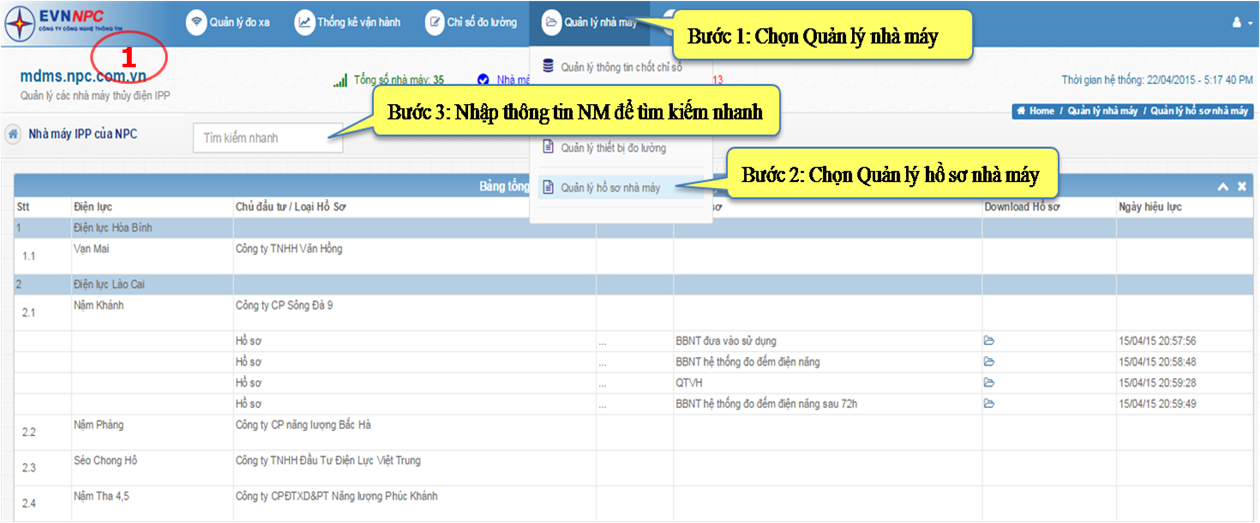 EVNNPC
CÔNG TY CÔNG NGHỆ THÔNG TIN
Quản lý đo xa
Thống kê vận hành
Chỉ số đo lường
Quản lý nhà máy
Bước 1: Chọn Quản lý nhà máy
1
mdms.npc.com.vn
Quản lý các nhà máy thủy điện IPP
Tổng số nhà máy: 35
Nhà má
13
Quản lý thông tin chốt chỉ số
Thời gian hệ thống: 22/04/2015 - 5:17:40 PM
Bước 3: Nhập thông tin NM để tìm kiếm nhanh
Home / Quản lý nhà máy / Quản lý hồ sơ nhà máy
Nhà máy IPP của NPC
Tìm kiếm nhanh
Quản lý thiết bị đo lường
Bước 2: Chọn Quản lý hồ sơ nhà máy
Quản lý hồ sơ nhà máy
Bảng tổng
Stt Điện lực Chủ đầu tư / Loại Hồ Sơ sơ Download Hồ sơ Ngày hiệu lực
1 Điện lực Hòa Bình
1.1 Vạn Mai Công ty TNHH Văn Hồng
2 Điện lực Lào Cai
2.1 Nậm Khánh Công ty CP Sông Đà 9
Hồ sơ ... BBNT đưa vào sử dụng 15/04/15 20:57:56
Hồ sơ ... BBNT hệ thống đo đếm điện năng 15/04/15 20:58:48
Hồ sơ ... QTVH 15/04/15 20:59:28
Hồ sơ ... BBNT hệ thống đo đếm điện năng sau 72h 15/04/15 20:59:49
2.2 Nậm Phàng Công ty CP năng lượng Bắc Hà
2.3 Séo Chong Hô Công ty TNHH Đầu Tư Điện Lực Việt Trung
2.4 Nậm Tha 4,5 Công ty CPĐTXD&PT Năng lượng Phúc Khánh